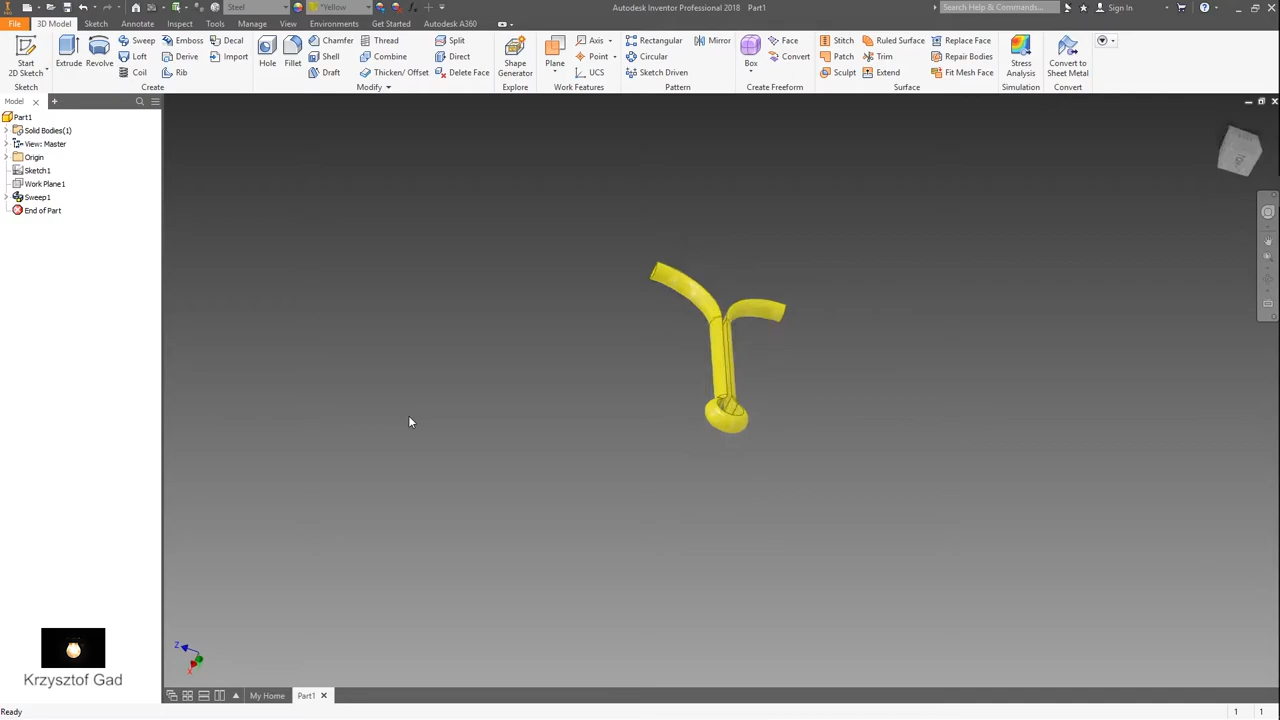 Steel
*Yellow
Autodesk Inventor Professional 2018 Part1
Search Help & Commands...
Sign In
File 3D Model Sketch Annotate Inspect Tools Manage View Environments Get Started Autodesk A360
Start
2D Sketch
Sketch
Extrude
Revolve
Sweep
Loft
Coil
Emboss
Derive
Rib
Decal
Import
Create
Hole
Fillet
Chamfer
Shell
Draft
Thread
Combine
Thicken/ Offset
Split
Direct
Delete Face
Modify
Shape
Generator
Explore
Plane
Axis
Point
UCS
Work Features
Rectangular
Circular
Sketch Driven
Mirror
Pattern
Box
Face
Convert
Create Freeform
Stitch
Patch
Sculpt
Ruled Surface
Trim
Extend
Replace Face
Repair Bodies
Fit Mesh Face
Surface
Stress
Analysis
Simulation
Convert to
Sheet Metal
Convert
Model
Part1
Solid Bodies(1)
View: Master
Origin
Sketch1
Work Plane1
Sweep1
End of Part
Krzysztof Gad
Z
X
My Home
Part1
Ready
1 1